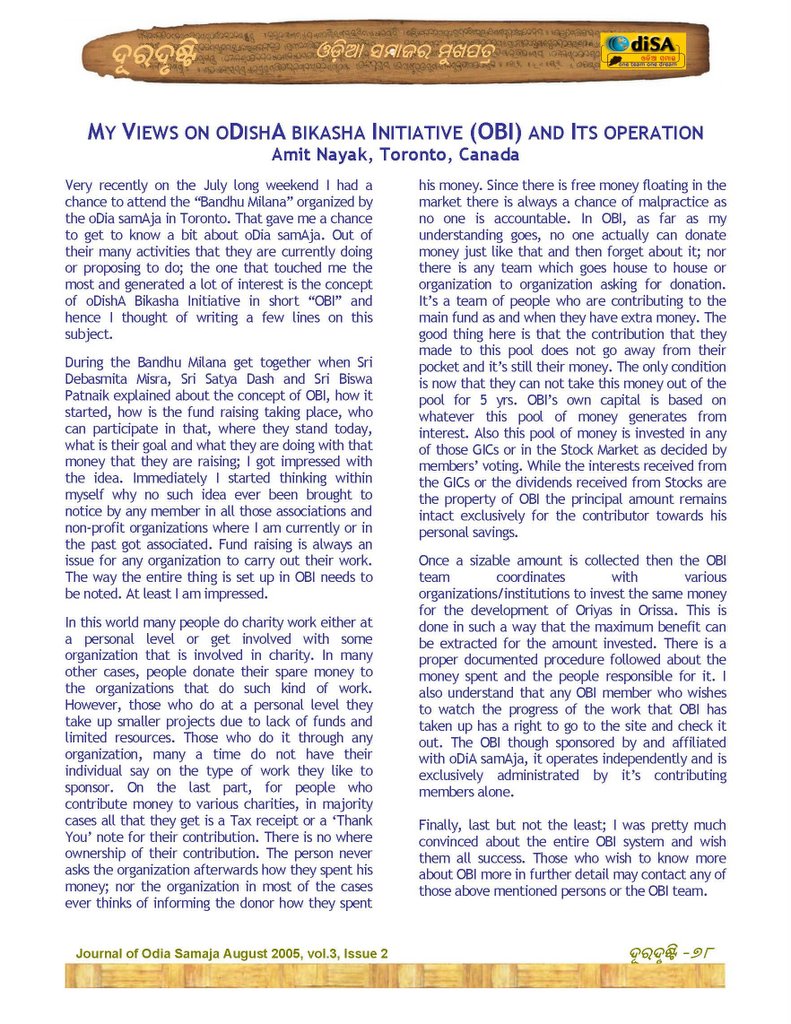 ଦୂରଦୃଷ୍ଟି
ଓଡ଼ିଆ ସମାଜର ମୁଖପତ୍ର
diSA
ଓଡ଼ିଆ ସମାଜ
one team one dream
MY VIEWS ON ODISHA BIKASHA INITIATIVE (OBI) AND ITS OPERATION
Amit Nayak, Toronto, Canada
Very recently on the July long weekend I had a
chance to attend the “Bandhu Milana” organized by
the oDia samAja in Toronto. That gave me a chance
to get to know a bit about oDia samAja. Out of
their many activities that they are currently doing
or proposing to do; the one that touched me the
most and generated a lot of interest is the concept
of oDishA Bikasha Initiative in short “OBI” and
hence I thought of writing a few lines on this
subject.
During the Bandhu Milana get together when Sri
Debasmita Misra, Sri Satya Dash and Sri Biswa
Patnaik explained about the concept of OBI, how it
started, how is the fund raising taking place, who
can participate in that, where they stand today,
what is their goal and what they are doing with that
money that they are raising; I got impressed with
the idea. Immediately I started thinking within
myself why no such idea ever been brought to
notice by any member in all those associations and
non-profit organizations where I am currently or in
the past got associated. Fund raising is always an
issue for any organization to carry out their work.
The way the entire thing is set up in OBI needs to
be noted. At least I am impressed.
In this world many people do charity work either at
a personal level or get involved with some
organization that is involved in charity. In many
other cases, people donate their spare money to
the organizations that do such kind of work.
However, those who do at a personal level they
take up smaller projects due to lack of funds and
limited resources. Those who do it through any
organization, many a time do not have their
individual say on the type of work they like to
sponsor. On the last part, for people who
contribute money to various charities, in majority
cases all that they get is a Tax receipt or a ‘Thank
You’ note for their contribution. There is no where
ownership of their contribution. The person never
asks the organization afterwards how they spent his
money; nor the organization in most of the cases
ever thinks of informing the donor how they spent
his money. Since there is free money floating in the
market there is always a chance of malpractice as
no one is accountable. In OBI, as far as my
understanding goes, no one actually can donate
money just like that and then forget about it; nor
there is any team which goes house to house or
organization to organization asking for donation.
It’s a team of people who are contributing to the
main fund as and when they have extra money. The
good thing here is that the contribution that they
made to this pool does not go away from their
pocket and it’s still their money. The only condition
is now that they can not take this money out of the
pool for 5 yrs. OBI’s own capital is based on
whatever this pool of money generates from
interest. Also this pool of money is invested in any
of those GICs or in the Stock Market as decided by
members’ voting. While the interests received from
the GICs or the dividends received from Stocks are
the property of OBI the principal amount remains
intact exclusively for the contributor towards his
personal savings.
Once a sizable amount is collected then the OBI
team coordinates with various
organizations/institutions to invest the same money
for the development of Oriyas in Orissa. This is
done in such a way that the maximum benefit can
be extracted for the amount invested. There is a
proper documented procedure followed about the
money spent and the people responsible for it. I
also understand that any OBI member who wishes
to watch the progress of the work that OBI has
taken up has a right to go to the site and check it
out. The OBI though sponsored by and affiliated
with oDiA samAja, it operates independently and is
exclusively administrated by it’s contributing
members alone.
Finally, last but not the least; I was pretty much
convinced about the entire OBI system and wish
them all success. Those who wish to know more
about OBI more in further detail may contact any of
those above mentioned persons or the OBI team.
Journal of Odia Samaja August 2005, vol.3, Issue 2
ଦୂରଦୃଷ୍ଟି -୭୮